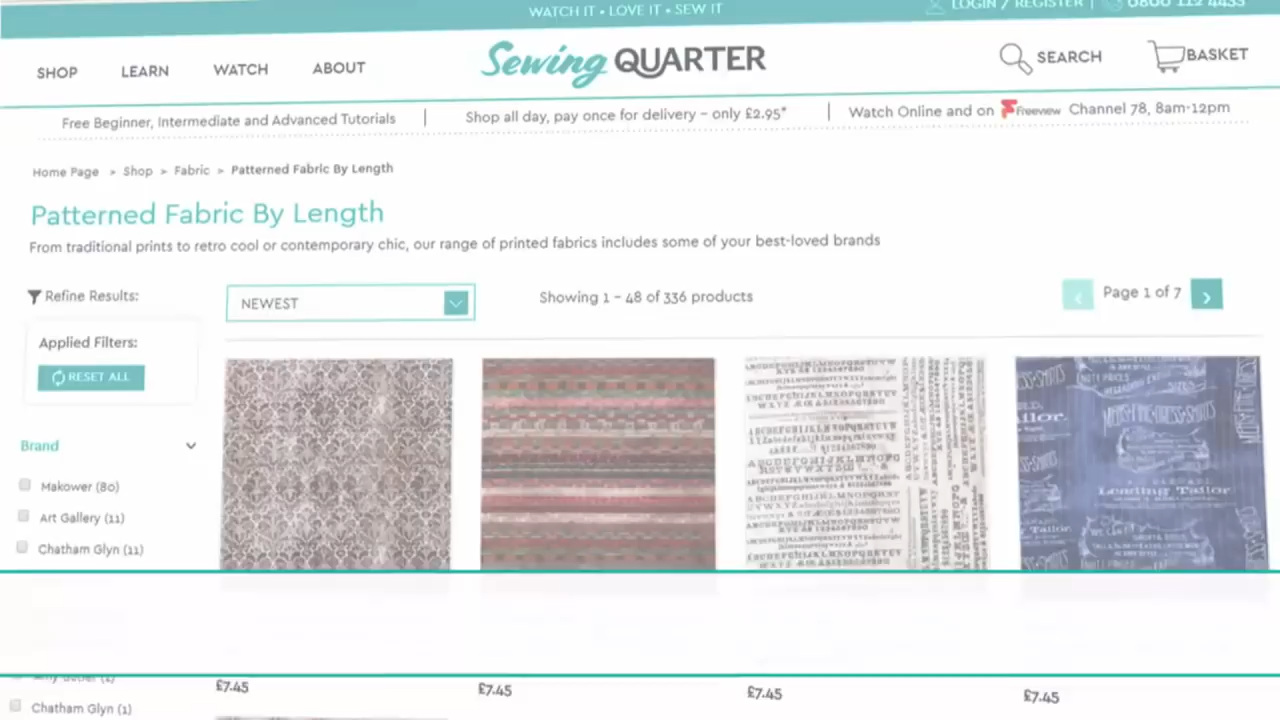 WATCH IT • LOVE IT • SEW IT
LOGIN / REGISTER | 0800 112 4433
SHOP LEARN WATCH ABOUT
Sewing QUARTER
SEARCH BASKET
Free Beginner, Intermediate and Advanced Tutorials | Shop all day, pay once for delivery – only £2.95* | Watch Online and on Freeview Channel 78, 8am-12pm
Home Page > Shop > Fabric > Patterned Fabric By Length
Patterned Fabric By Length
From traditional prints to retro cool or contemporary chic, our range of printed fabrics includes some of your best-loved brands
Refine Results:
NEWEST
Showing 1 – 48 of 336 products
Page 1 of 7
Applied Filters:
RESET ALL
Brand
Makower (80)
Art Gallery (11)
Chatham Glyn (11)
Leading Tailor
£7.45 £7.45 £7.45 £7.45
Chatham Glyn (1)